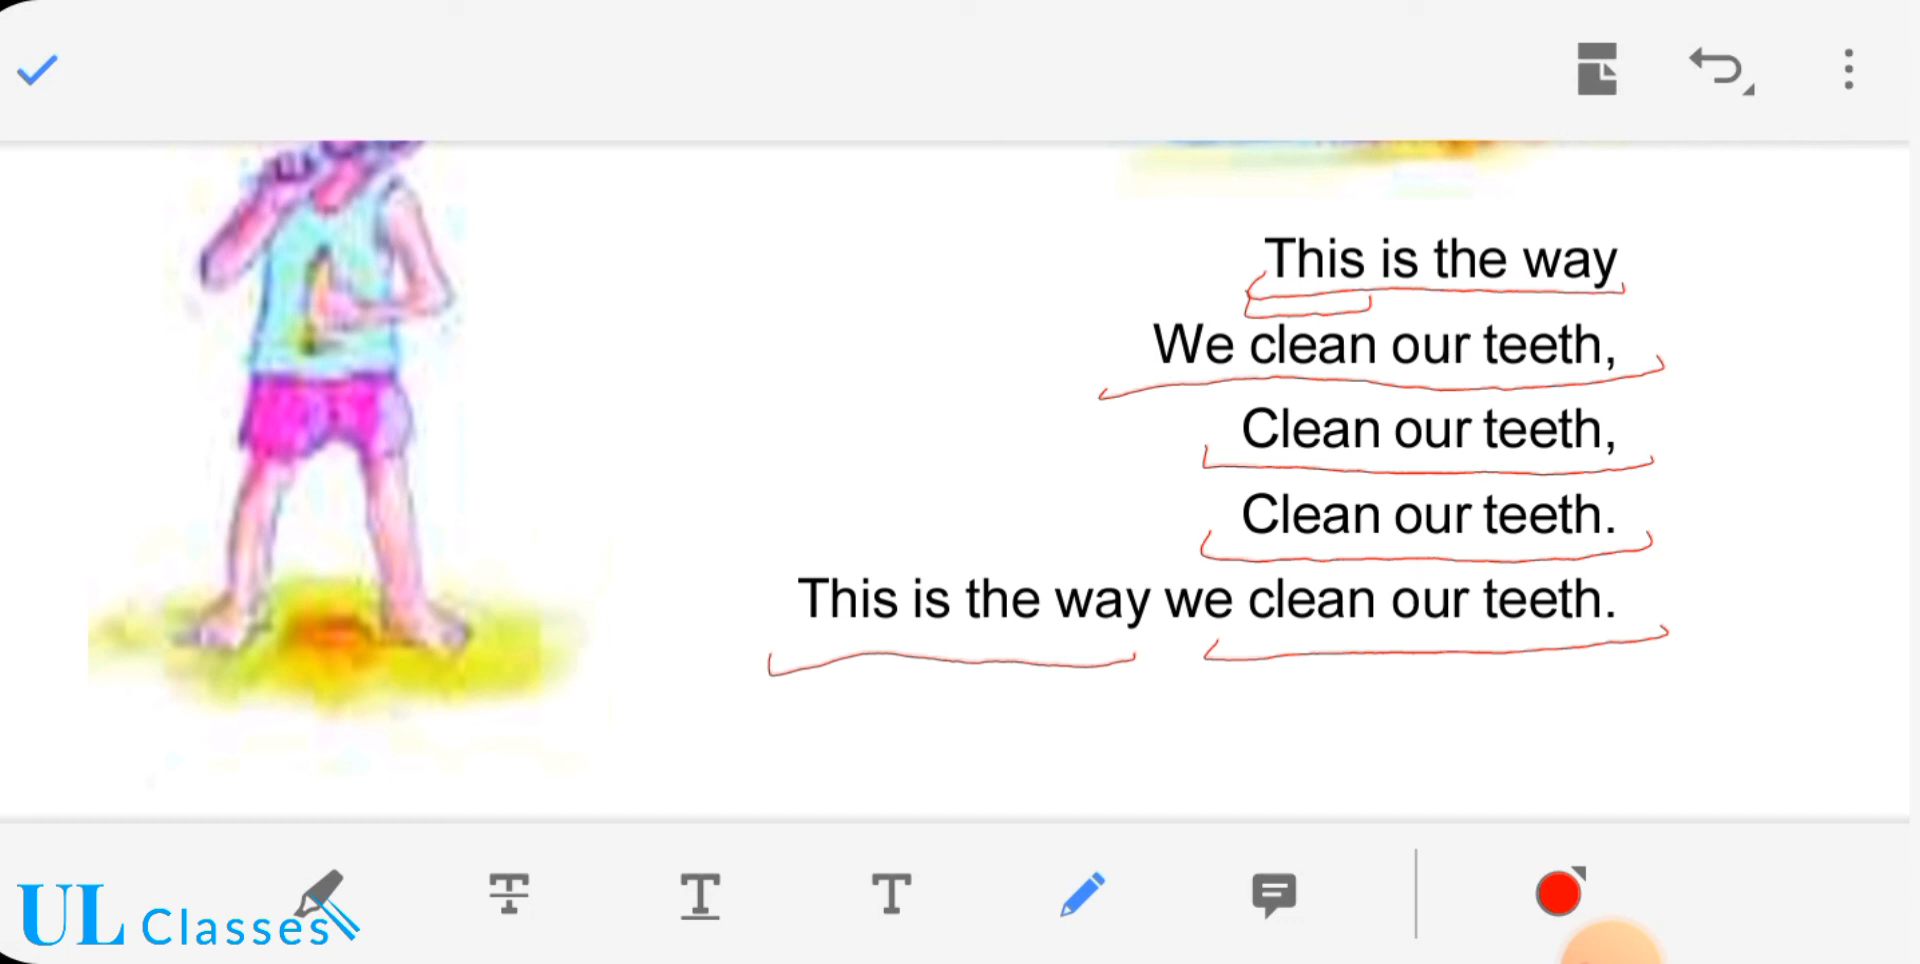 This is the way
We clean our teeth,
Clean our teeth,
Clean our teeth.
This is the way we clean our teeth.
UL Classes